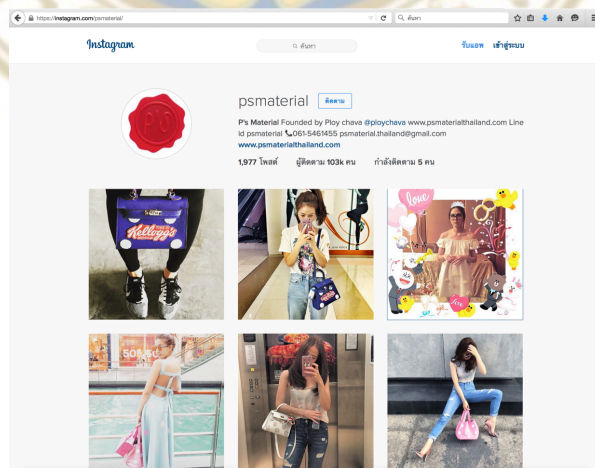 https://instagram.com/psmaterial/
ค้นหา
Instagram
ค้นหา
รับแอพ เข้าสู่ระบบ
P'S
psmaterial ติดตาม
P's Material Founded by Ploy chava @ploychava www.psmaterialthailand.com Line
id psmaterial 061-5461455 psmaterial.thailand@gmail.com
www.psmaterialthailand.com
1,977 โพสต์ ผู้ติดตาม 103k คน กำลังติดตาม 5 คน
Kellogg's
love
love